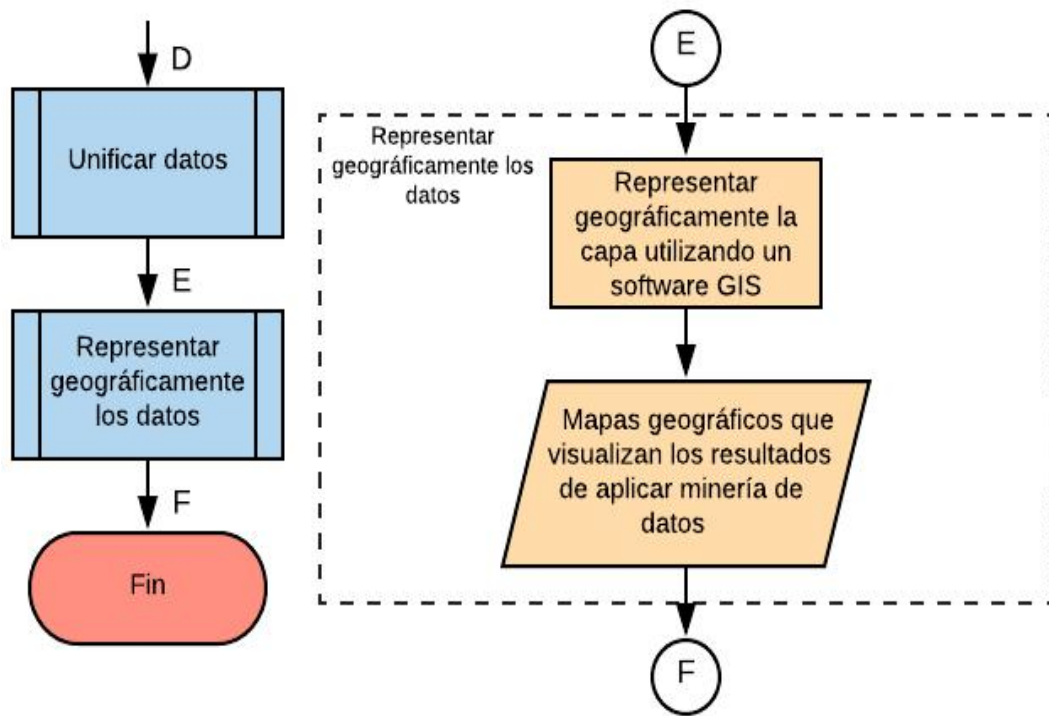 D
Unificar datos
E
Representar
geográficamente
los datos
F
Fin
E
Representar
geográficamente los
datos
Representar
geográficamente la
capa utilizando un
software GIS
Mapas geográficos que
visualizan los resultados
de aplicar minería de
datos
F